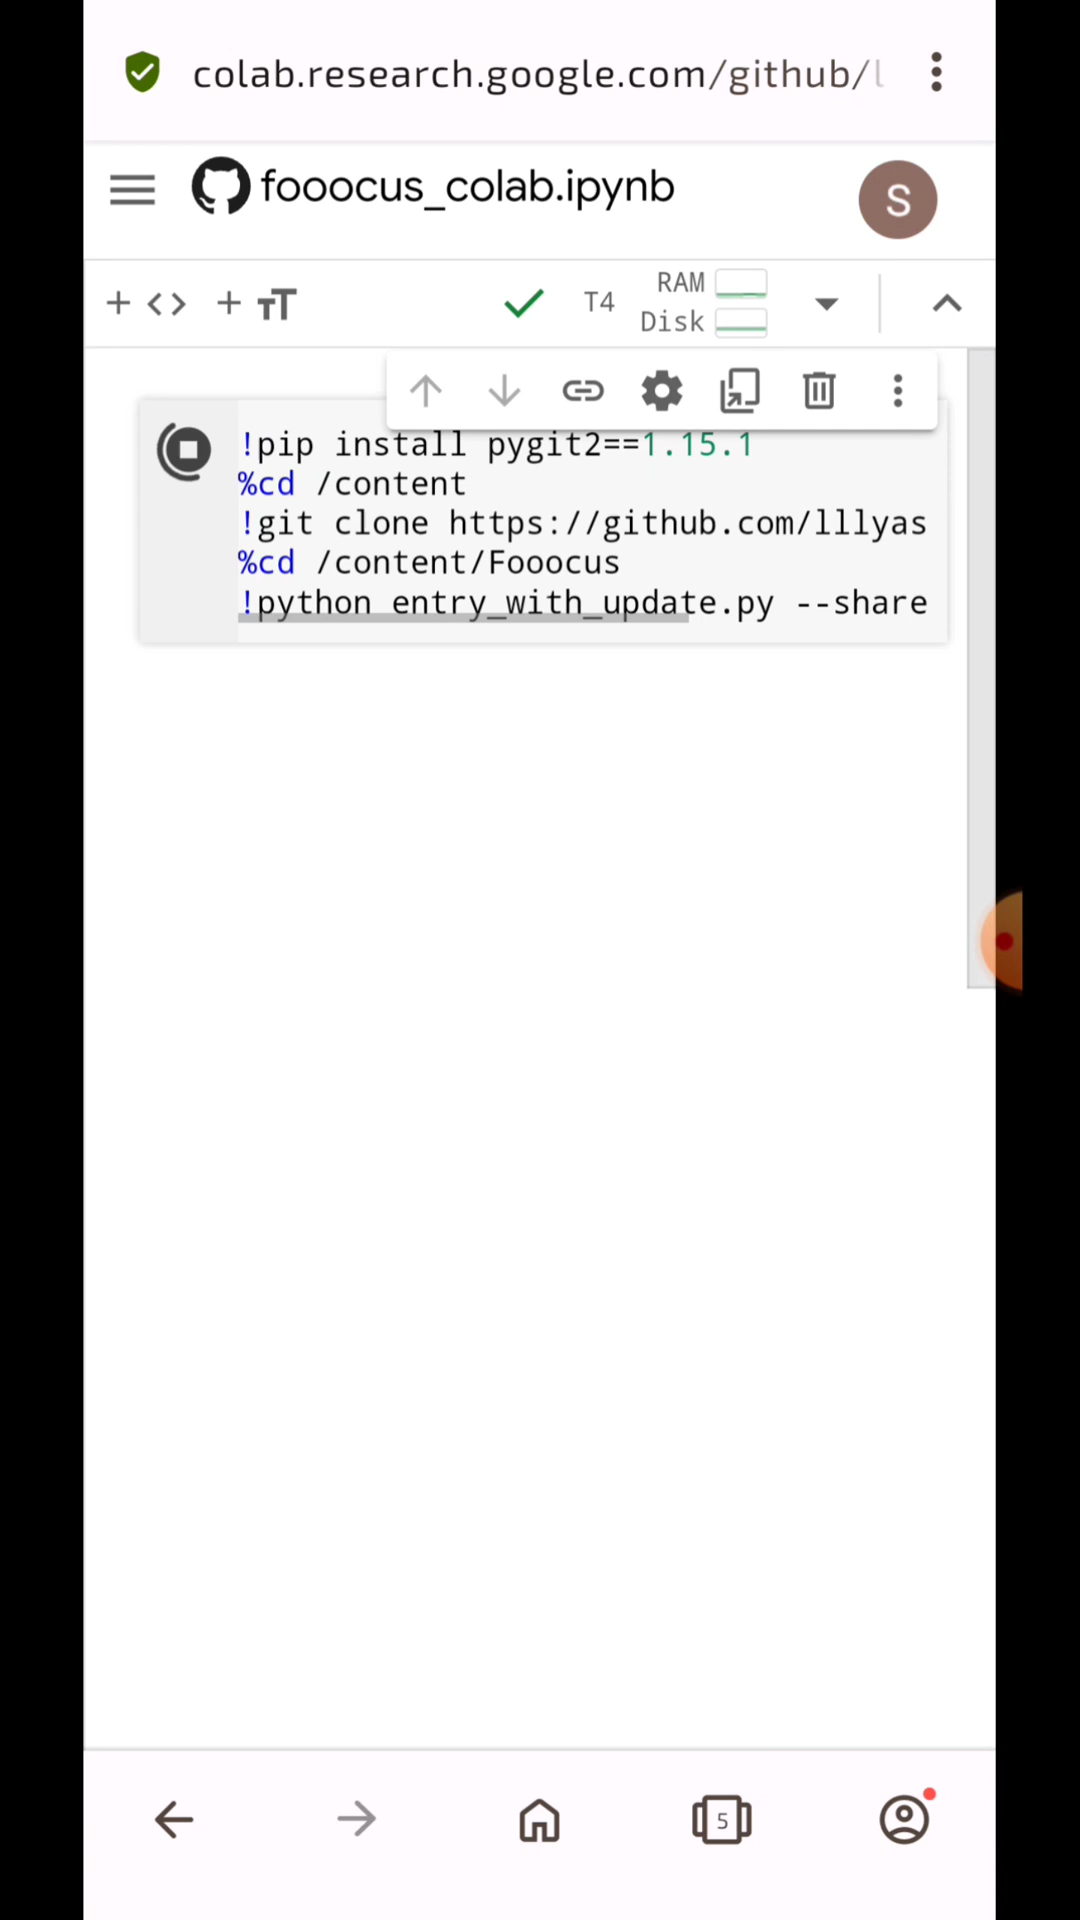 colab.research.google.com/github/l
fooocus_colab.ipynb
S
T4
RAM
Disk
!pip install pygit2==1.15.1
%cd /content
!git clone https://github.com/lllyas
%cd /content/Fooocus
!python entry_with_update.py --share
5